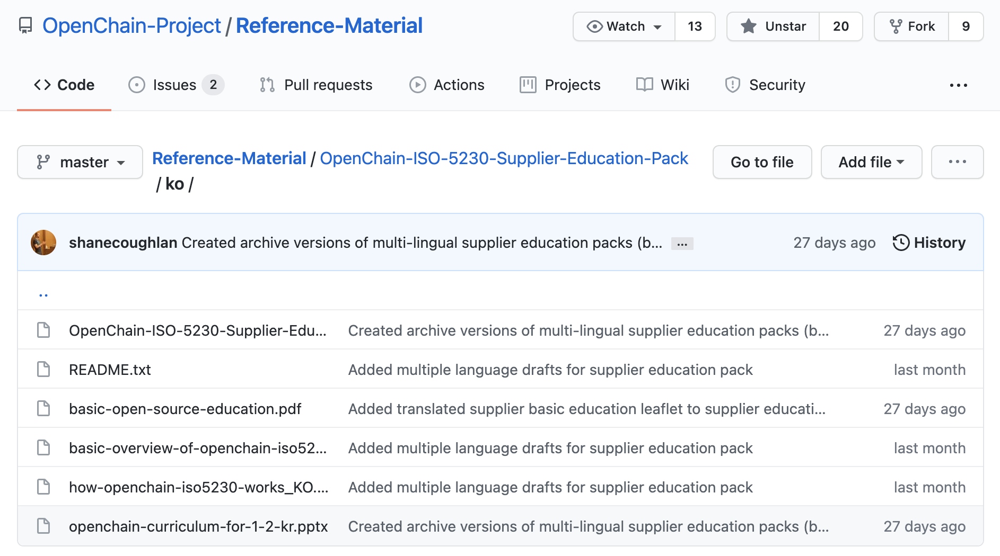 OpenChain-Project / Reference-Material
Watch 13 Unstar 20 Fork 9
Code Issues 2 Pull requests Actions Projects Wiki Security ...
master Reference-Material / OpenChain-ISO-5230-Supplier-Education-Pack Go to file Add file ...
/ ko /
shanecoughlan Created archive versions of multi-lingual supplier education packs (b... ... 27 days ago History
..
OpenChain-ISO-5230-Supplier-Edu... Created archive versions of multi-lingual supplier education packs (b... 27 days ago
README.txt Added multiple language drafts for supplier education pack last month
basic-open-source-education.pdf Added translated supplier basic education leaflet to supplier educati... 27 days ago
basic-overview-of-openchain-iso52... Added multiple language drafts for supplier education pack last month
how-openchain-iso5230-works_KO.... Added multiple language drafts for supplier education pack last month
openchain-curriculum-for-1-2-kr.pptx Created archive versions of multi-lingual supplier education packs (b... 27 days ago